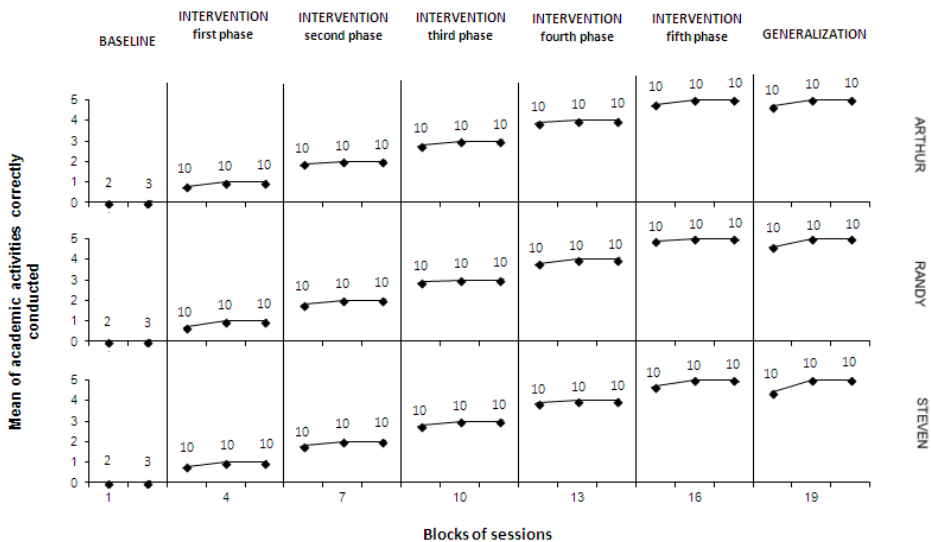 BASELINE
INTERVENTION
first phase
INTERVENTION
second phase
INTERVENTION
third phase
INTERVENTION
fourth phase
INTERVENTION
fifth phase
GENERALIZATION
Mean of academic activities correctly
conducted
5
4
3
2
1
0
2 3
10 10 10
10 10 10
10 10 10
10 10 10
10 10 10
10 10 10
ARTHUR
5
4
3
2
1
0
2 3
10 10 10
10 10 10
10 10 10
10 10 10
10 10 10
10 10 10
RANDY
5
4
3
2
1
0
2 3
10 10 10
10 10 10
10 10 10
10 10 10
10 10 10
10 10 10
STEVEN
1 4 7 10 13 16 19
Blocks of sessions